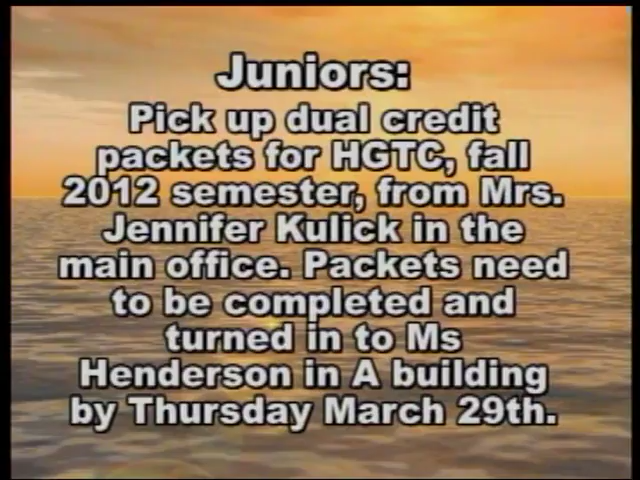 Juniors:
Pick up dual credit
packets for HGTC, fall
2012 semester, from Mrs.
Jennifer Kulick in the
main office. Packets need
to be completed and
turned in to Ms
Henderson in A building
by Thursday March 29th.